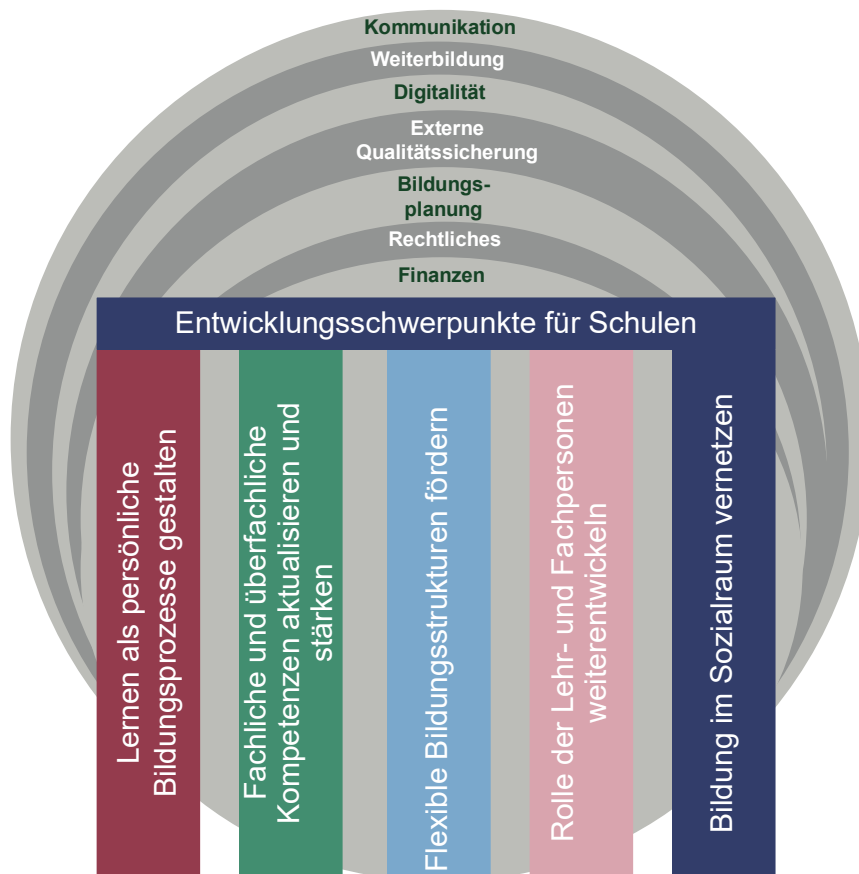 Kommunikation
Weiterbildung
Digitalität
Externe
Qualitätssicherung
Bildungs-
planung
Rechtliches
Finanzen
Entwicklungsschwerpunkte für Schulen
Lernen als persönliche
Bildungsprozesse gestalten
Fachliche und überfachliche
Kompetenzen aktualisieren und
stärken
Flexible Bildungsstrukturen fördern
Rolle der Lehr- und Fachpersonen
weiterentwickeln
Bildung im Sozialraum vernetzen